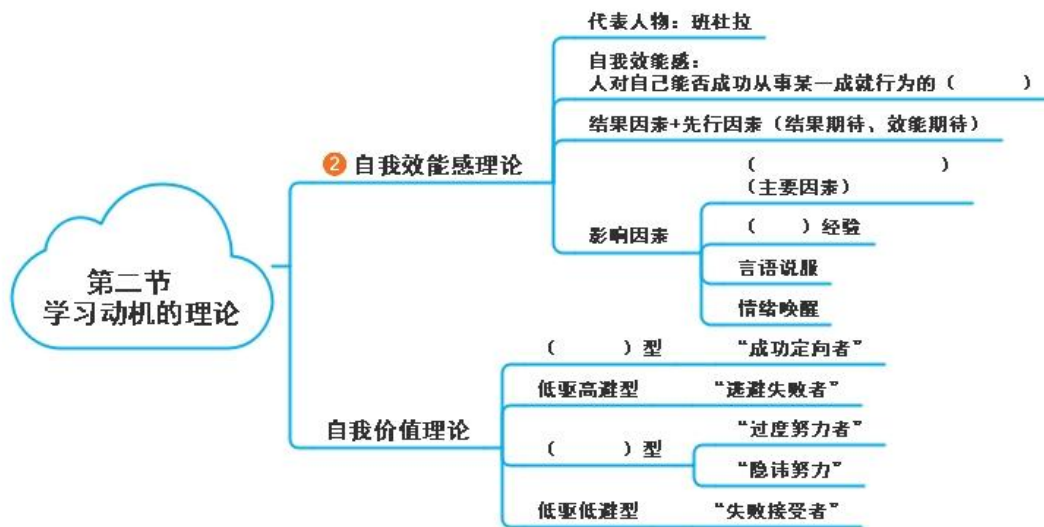 代表人物：班杜拉
自我效能感：
人对自己能否成功从事某一成就行为的（      ）
结果因素+先行因素（结果期待、效能期待）
2 自我效能感理论
（            ）
（主要因素）
影响因素
（    ）经验
言语说服
情绪唤醒
第二节
学习动机的理论
（      ）型 “成功定向者”
低驱高避型 “逃避失败者”
自我价值理论
“过度努力者”
（      ）型
“隐讳努力”
低驱低避型 “失败接受者”